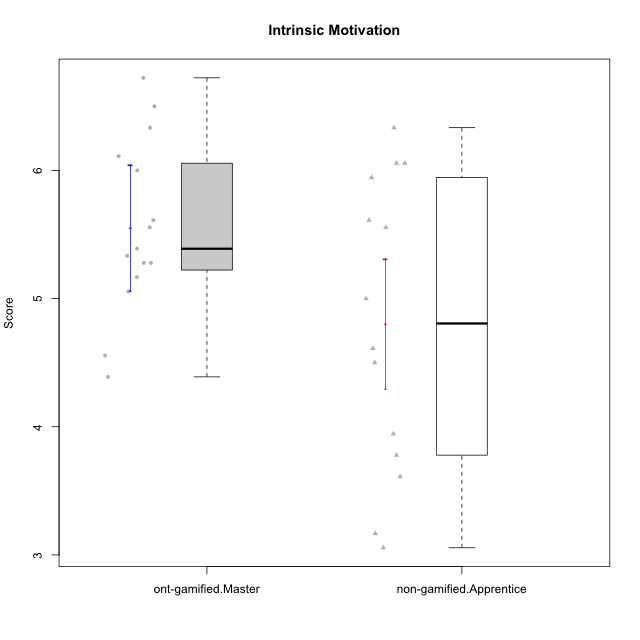 Intrinsic Motivation
Score
6
5
4
3
ont-gamified.Master
non-gamified.Apprentice